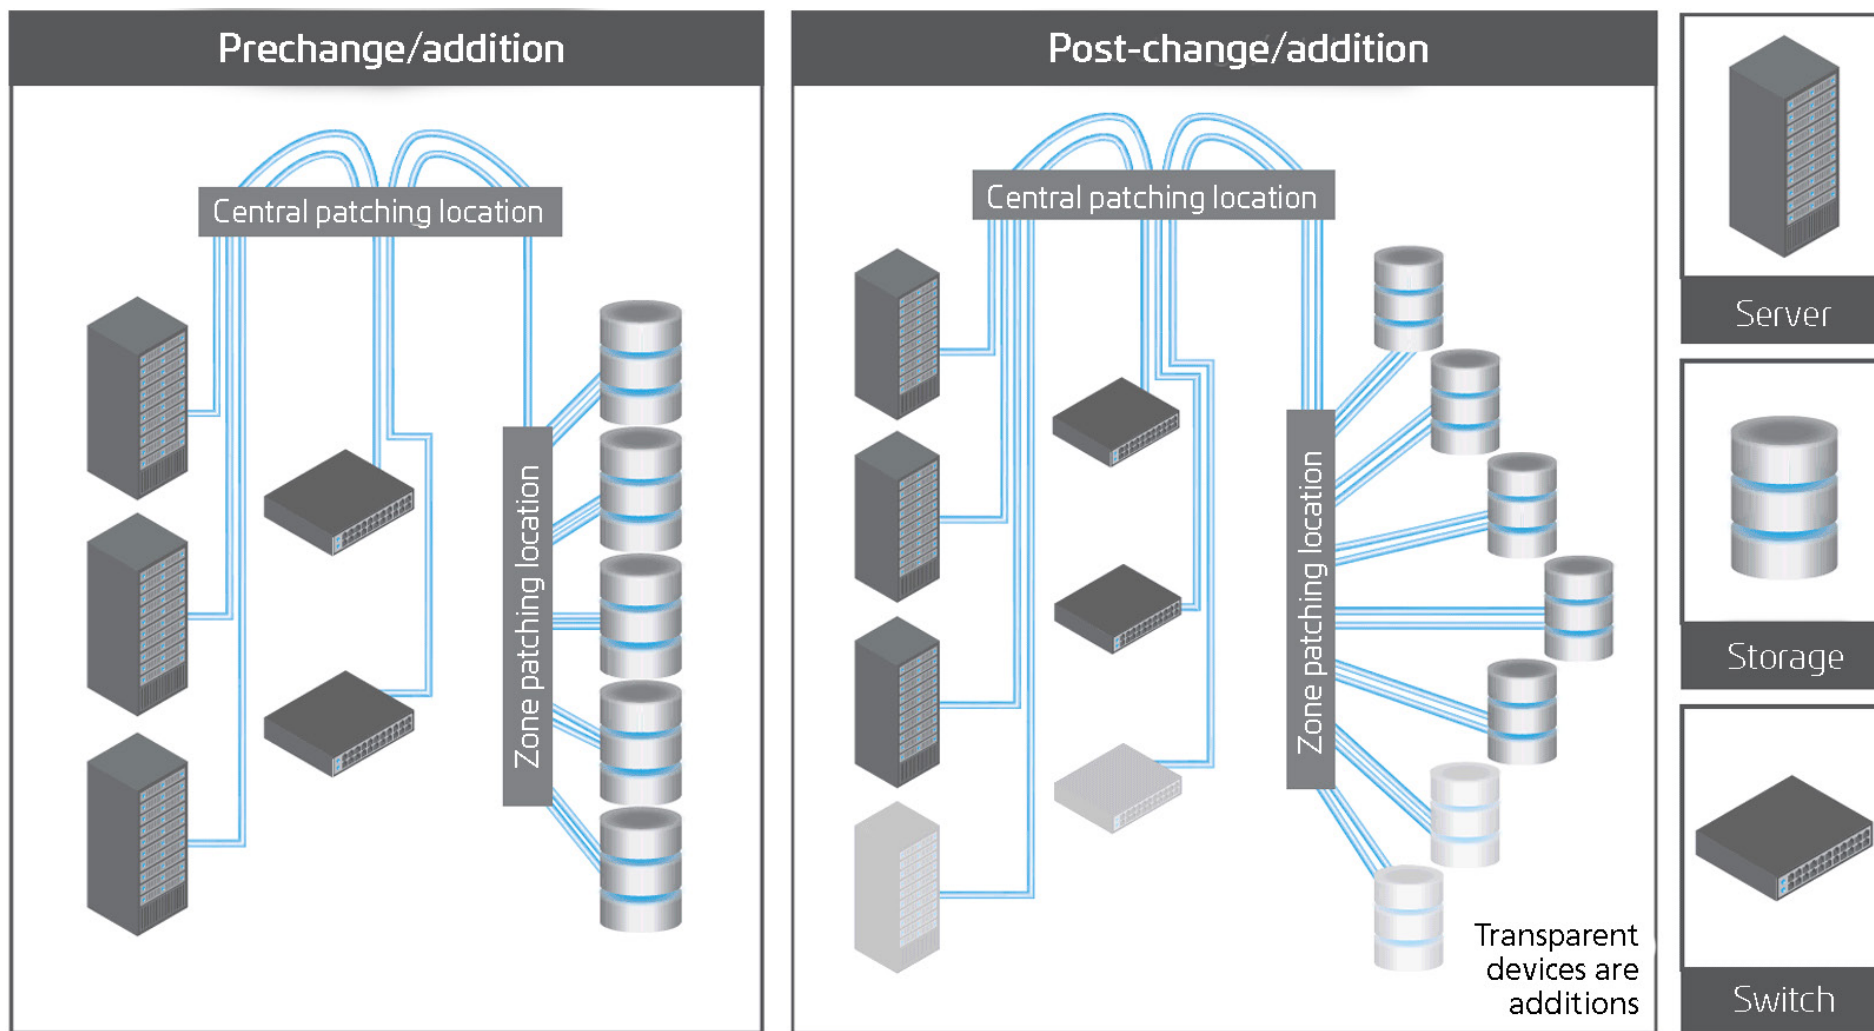 Prechange/addition
Central patching location
Zone patching location
Post-change/addition
Central patching location
Zone patching location
Transparent
devices are
additions
Server
Storage
Switch